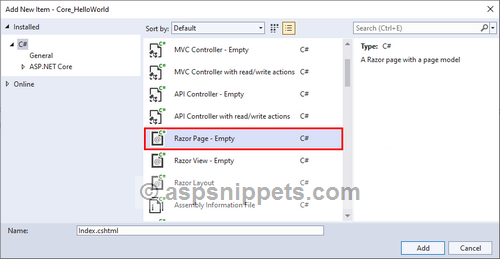 Add New Item - Core_HelloWorld
Installed
C#
General
ASP.NET Core
Online
Sort by: Default
Search (Ctrl+E)
MVC Controller - Empty C#
MVC Controller with read/write actions C#
API Controller - Empty C#
API Controller with read/write actions C#
Razor Page - Empty C#
Razor View - Empty C#
Razor Layout C#
Assembly Information File C#
Type: C#
A Razor page with a page model
© aspsnippets.com
Name: Index.cshtml
Add Cancel